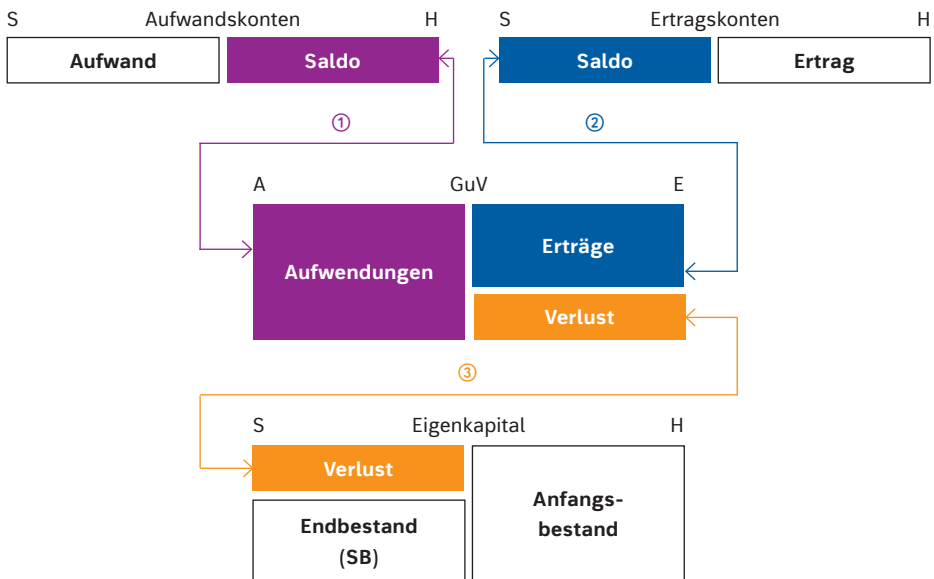 S Aufwandskonten H S Ertragskonten H
Aufwand Saldo Saldo Ertrag
① ②
A GuV E
Aufwendungen Erträge
Verlust
③
S Eigenkapital H
Verlust
Anfangs-
bestand
Endbestand
(SB)